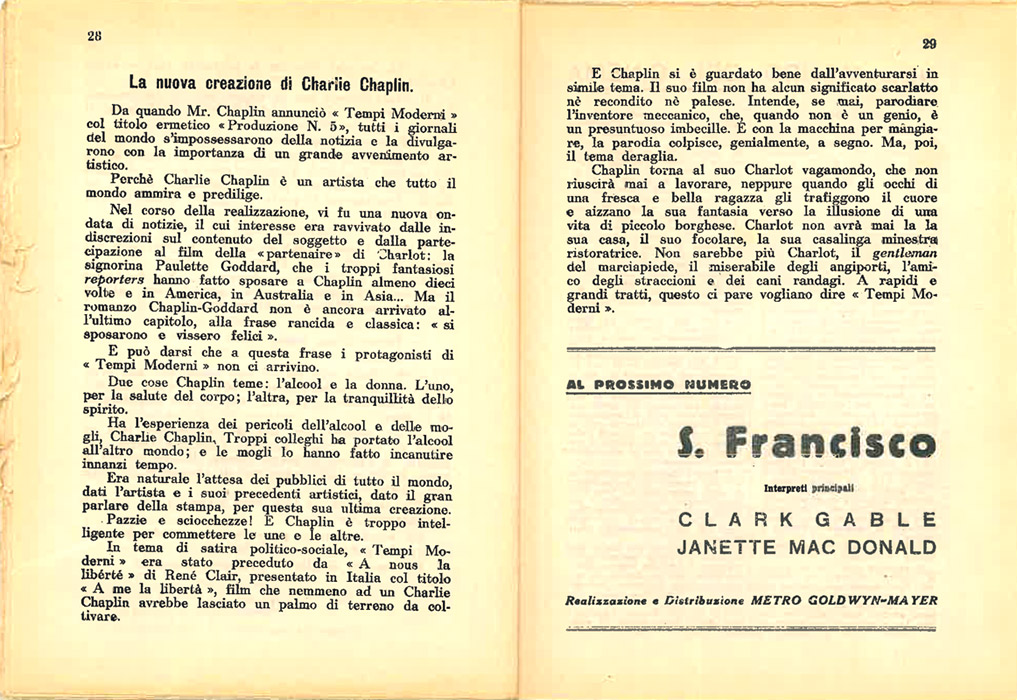 28
La nuova creazione di Charlie Chaplin.
Da quando Mr. Chaplin annunciò « Tempi Moderni »
col titolo ermetico «Produzione N. 5», tutti i giornali
del mondo s'impossessarono della notizia e la divulga-
rono con la importanza di un grande avvenimento ar-
tistico.
Perchè Charlie Chaplin è un artista che tutto il
mondo ammira e predilige.
Nel corso della realizzazione, vi fu una nuova on-
data di notizie, il cui interesse era ravvivato dalle in-
discrezioni sul contenuto del soggetto e dalla parte-
cipazione al film della «partenaire» di Charlot: la
signorina Paulette Goddard, che i troppi fantasiosi
reporters hanno fatto sposare a Chaplin almeno dieci
volte e in America, in Australia e in Asia... Ma il
romanzo Chaplin-Goddard non è ancora arrivato al-
l'ultimo capitolo, alla frase rancida e classica: « si
sposarono e vissero felici ».
E può darsi che a questa frase i protagonisti di
« Tempi Moderni » non ci arrivino.
Due cose Chaplin teme: l'alcool e la donna. L'uno,
per la salute del corpo; l'altra, per la tranquillità dello
spirito.
Ha l'esperienza dei pericoli dell'alcool e delle mo-
gli, Charlie Chaplin. Troppi colleghi ha portato l'alcool
all'altro mondo; e le mogli lo hanno fatto incanutire
innanzi tempo.
Era naturale l'attesa dei pubblici di tutto il mondo,
dati l'artista e i suoi precedenti artistici, dato il gran
parlare della stampa, per questa sua ultima creazione.
Pazzie e sciocchezze! E Chaplin è troppo intel-
ligente per commettere le une e le altre.
In tema di satira politico-sociale, « Tempi Mo-
derni » era stato preceduto da « A nous la
libérté » di René Clair, presentato in Italia col titolo
« A me la libertà », film che nemmeno ad un Charlie
Chaplin avrebbe lasciato un palmo di terreno da col-
tivare.
29
E Chaplin si è guardato bene dall'avventurarsi in
simile tema. Il suo film non ha alcun significato scarlatto
nè recondito nè palese. Intende, se mai, parodiare
l'inventore meccanico, che, quando non è un genio, è
un presuntuoso imbecille. E con la macchina per mangia-
re, la parodia colpisce, genialmente, a segno. Ma, poi,
il tema deraglia.
Chaplin torna al suo Charlot vagamondo, che non
riuscirà mai a lavorare, neppure quando gli occhi di
una fresca e bella ragazza gli trafiggono il cuore
e aizzano la sua fantasia verso la illusione di una
vita di piccolo borghese. Charlot non avrà mai la la
sua casa, il suo focolare, la sua casalinga minestra
ristoratrice. Non sarebbe più Charlot, il gentleman
del marciapiede, il miserabile degli angiporti, l'ami-
co degli straccioni e dei cani randagi. A rapidi e
grandi tratti, questo ci pare vogliano dire « Tempi Mo-
derni ».
AL PROSSIMO NUMERO
S. Francisco
Interpreti principali
CLARK GABLE
JANETTE MAC DONALD
Realizzazione e Distribuzione METRO GOLDWYN-MAYER